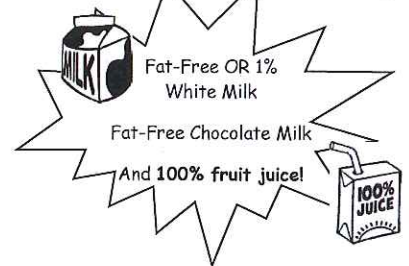 MILK
Fat-Free OR 1%
White Milk
Fat-Free Chocolate Milk
And 100% fruit juice!
100%
JUICE